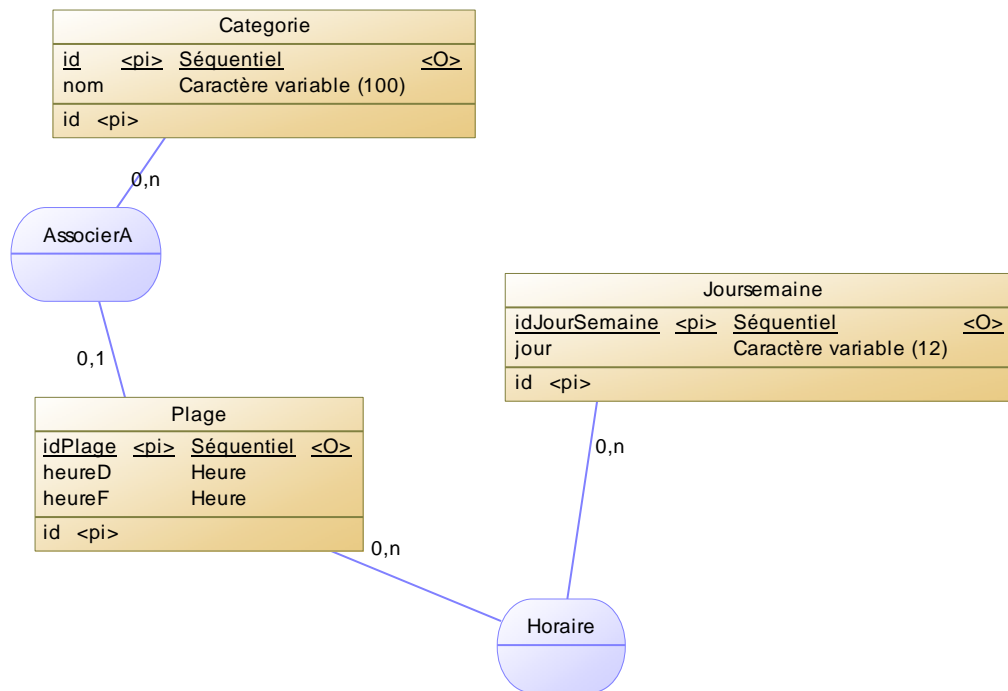 Categorie
id <pi> Séquentiel <O>
nom Caractère variable (100)
id <pi>
0,n
AssocierA
0,1
Joursemaine
idJourSemaine <pi> Séquentiel <O>
jour Caractère variable (12)
id <pi>
0,n
Plage
idPlage <pi> Séquentiel <O>
heureD Heure
heureF Heure
id <pi>
0,n
Horaire